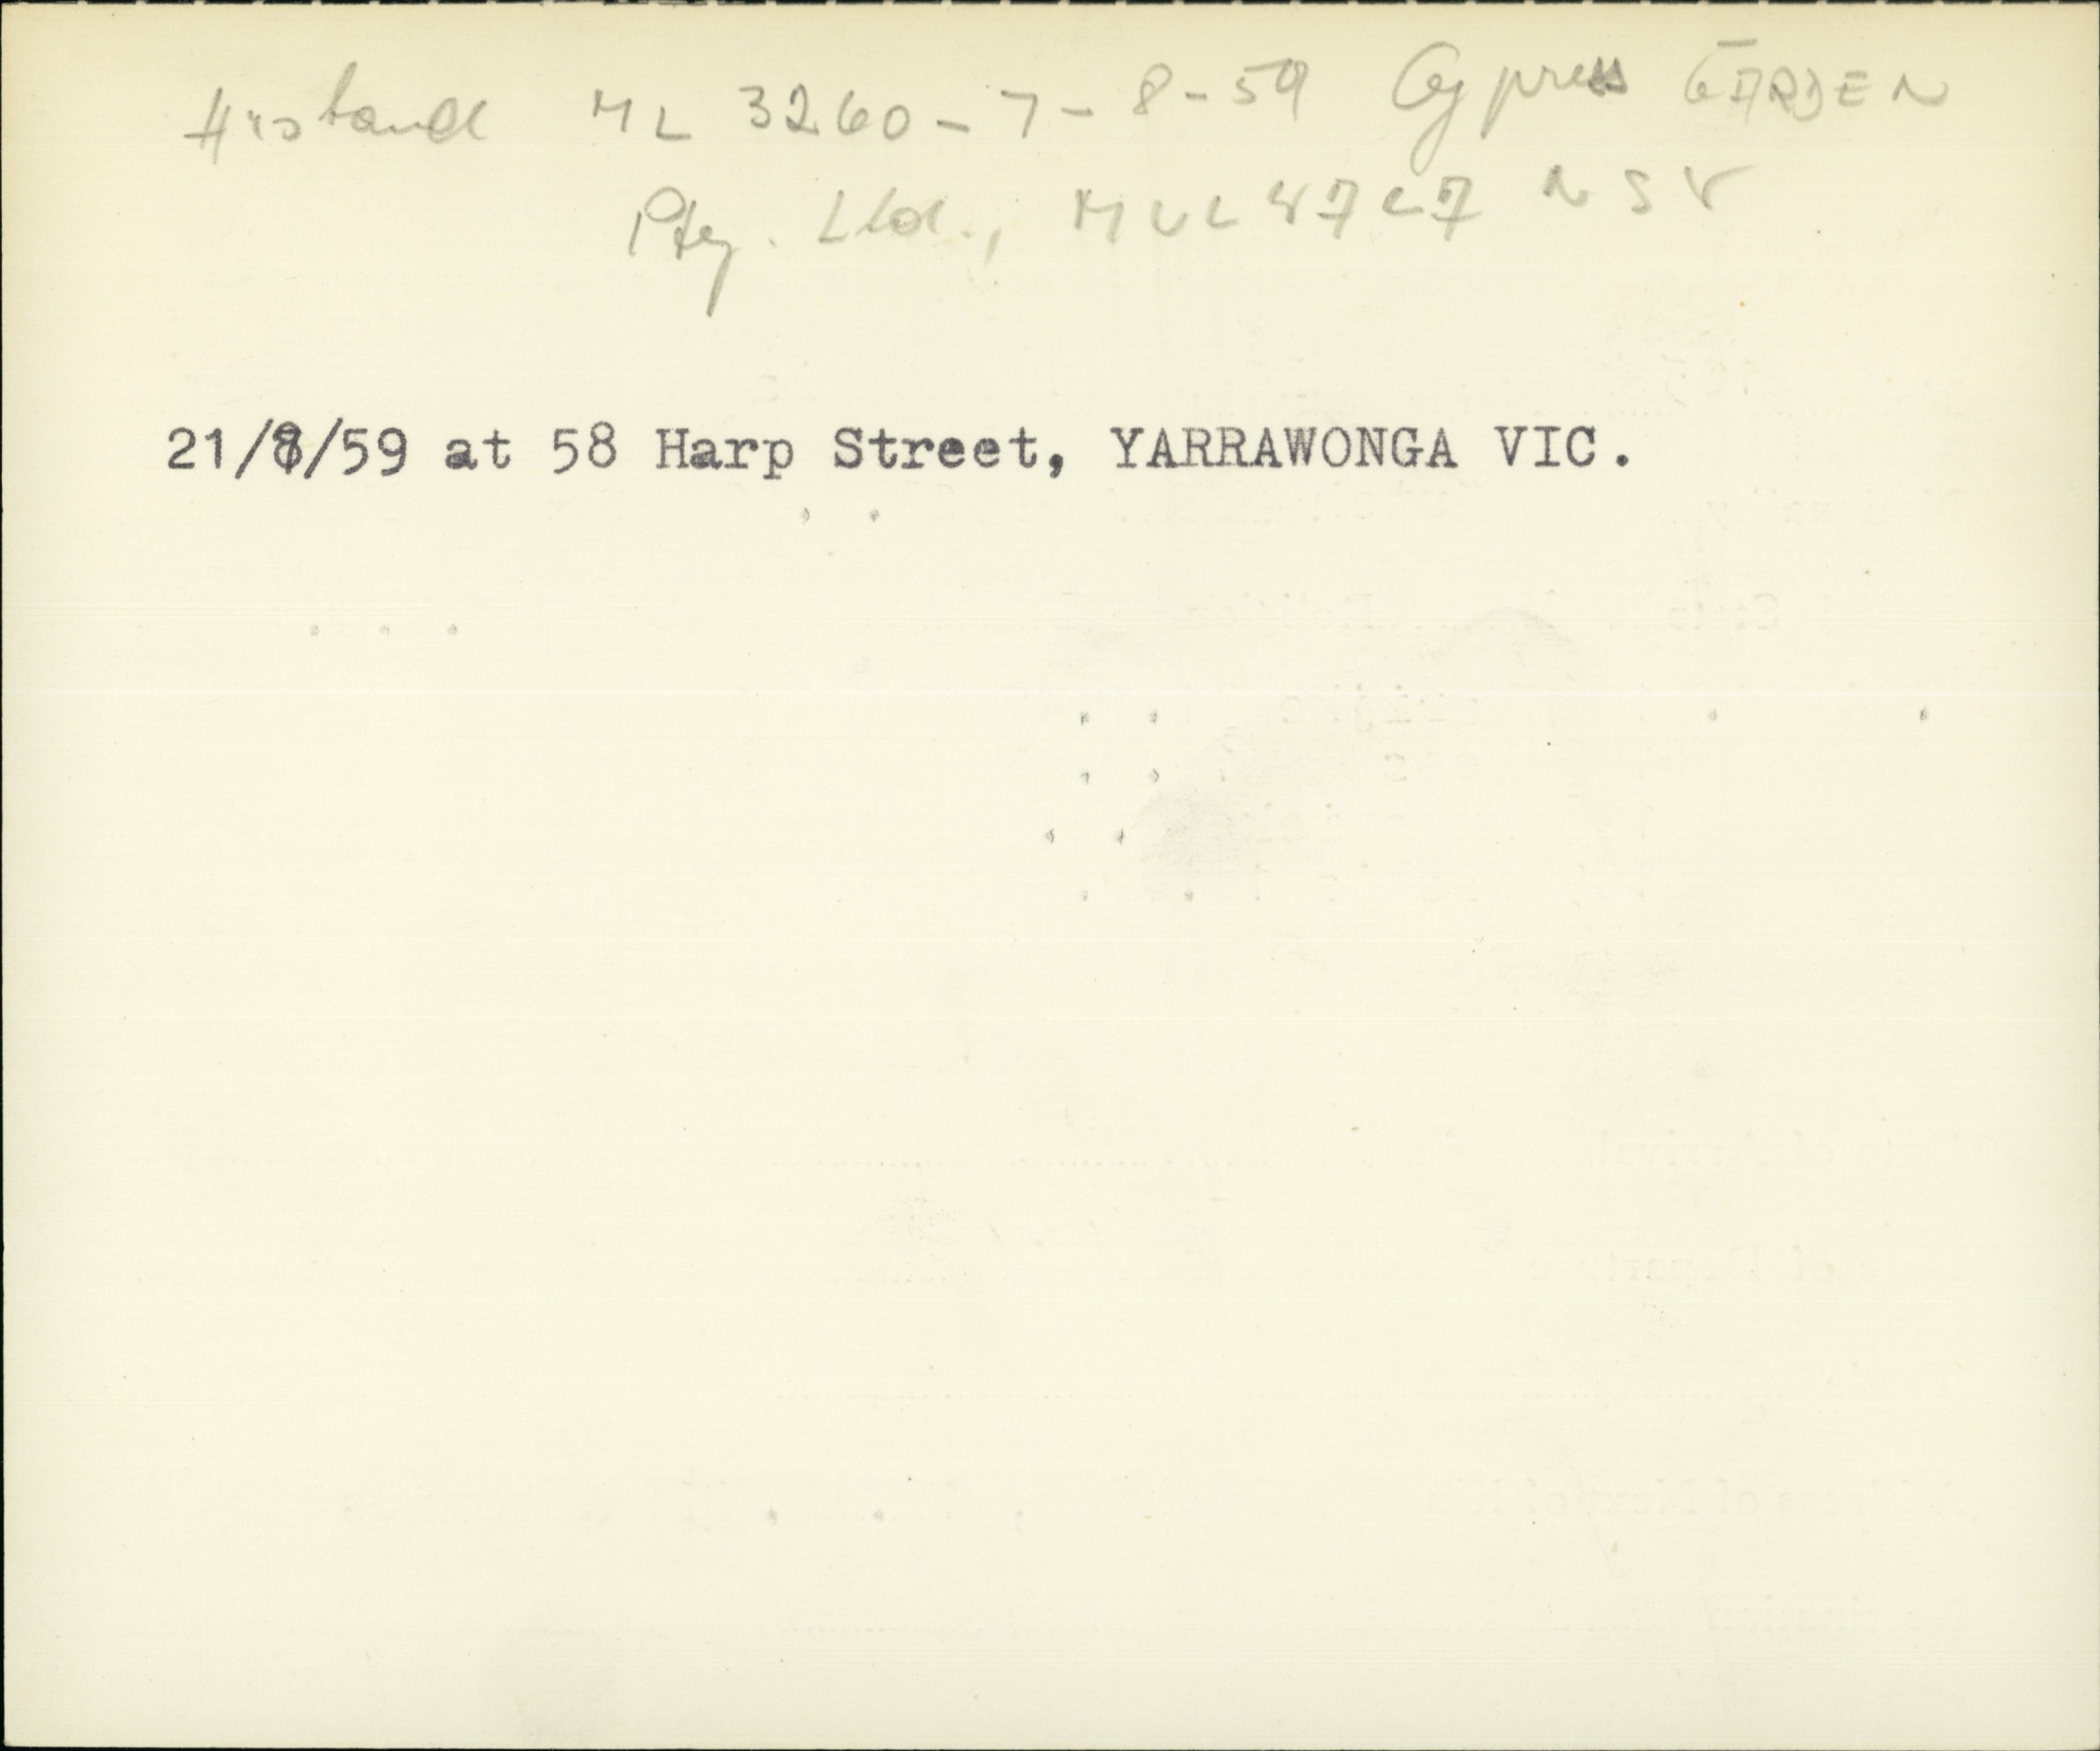 Husband ML 3260 - 7-8-59 Cypress GARDEN
Pty. Ltd., NSW
21/8/59 at 58 Harp Street, YARRAWONGA VIC.